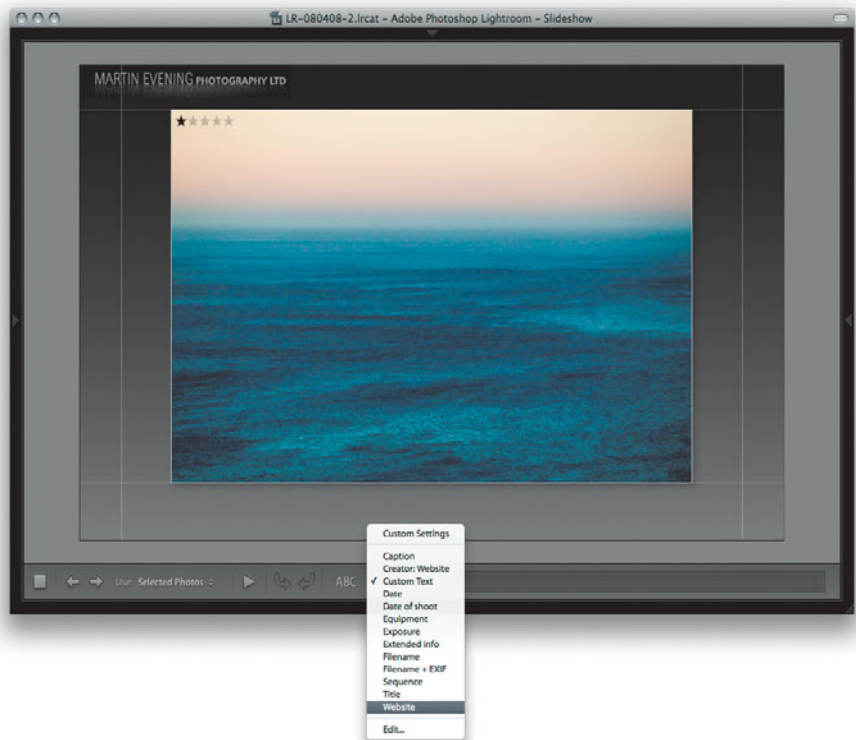 LR-080408-2.lrcat – Adobe Photoshop Lightroom – Slideshow
MARTIN EVENING PHOTOGRAPHY LTD
Use: Selected Photos
ABC
Custom Settings
Caption
Creator: Website
✓ Custom Text
Date
Date of shoot
Equipment
Exposure
Extended info
Filename
Filename + EXIF
Sequence
Title
Website
Edit...